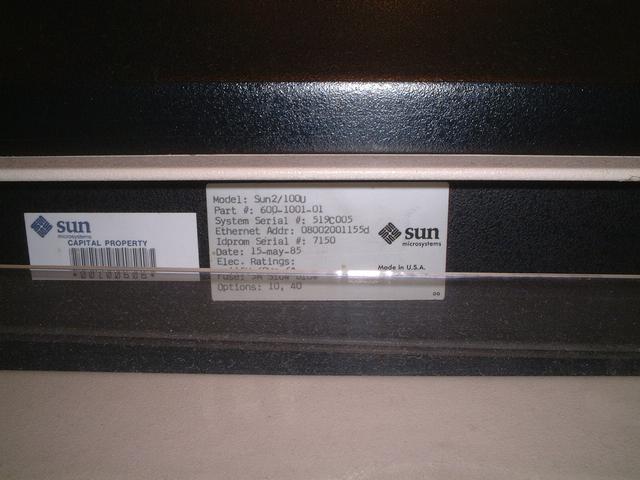 sun
microsystems
CAPITAL PROPERTY
*00100606*
Model: Sun2/100U
Part #: 600-1001-01
System Serial #: 519C005
Ethernet Addr: 08002001155d
Idprom Serial #: 7150
Date: 15-may-85
Elec. Ratings:
Options: 10, 40
sun
microsystems
Made in U.S.A.